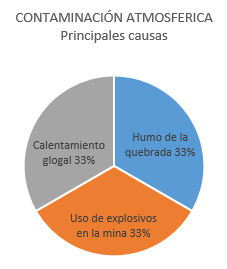 CONTAMINACIÓN ATMOSFERICA
Principales causas
Calentamiento
glogal 33%
Humo de la
quebrada 33%
Uso de explosivos
en la mina 33%